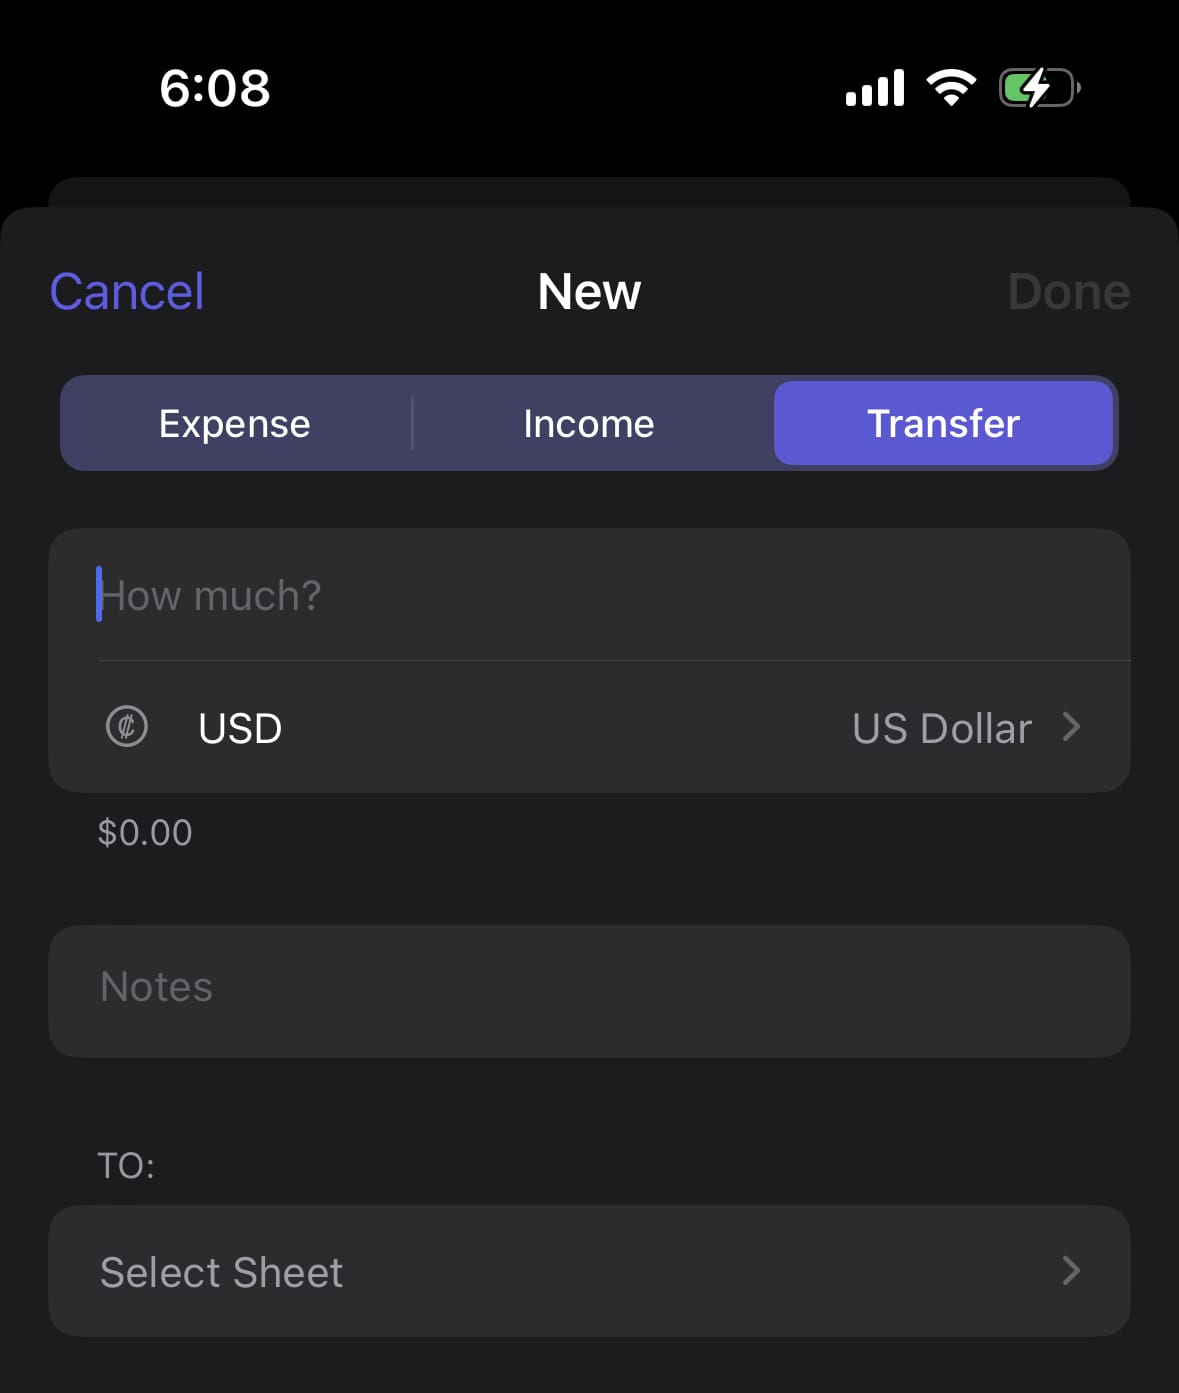 6:08
Cancel New Done
Expense Income Transfer
How much?
USD US Dollar
$0.00
Notes
TO:
Select Sheet